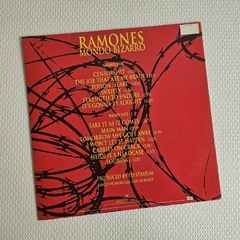 RAMONES
MONDO BIZARRO
CENSORSHIT
THE JOB THAT ATE MY BRAIN
POISON HEART
ANXIETY
STRENGTH TO ENDURE
IT'S GONNA BE ALRIGHT
TAKE IT AS IT COMES
MAIN MAN
TOMORROW SHE GOES AWAY
I WON'T LET IT HAPPEN
CABBIES ON CRACK
HEIDI IS A HEADCASE
TOURING
PRODUCED BY ED STASIUM